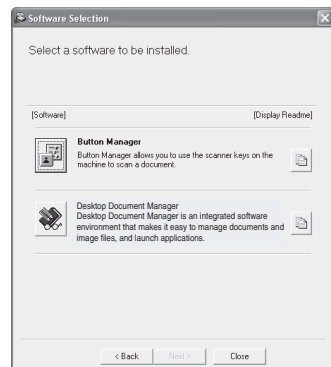 Software Selection
Select a software to be installed.
[Software] [Display Readme]
Button Manager
Button Manager allows you to use the scanner keys on the
machine to scan a document.
Desktop Document Manager
Desktop Document Manager is an integrated software
environment that makes it easy to manage documents and
image files, and launch applications.
< Back Next > Close